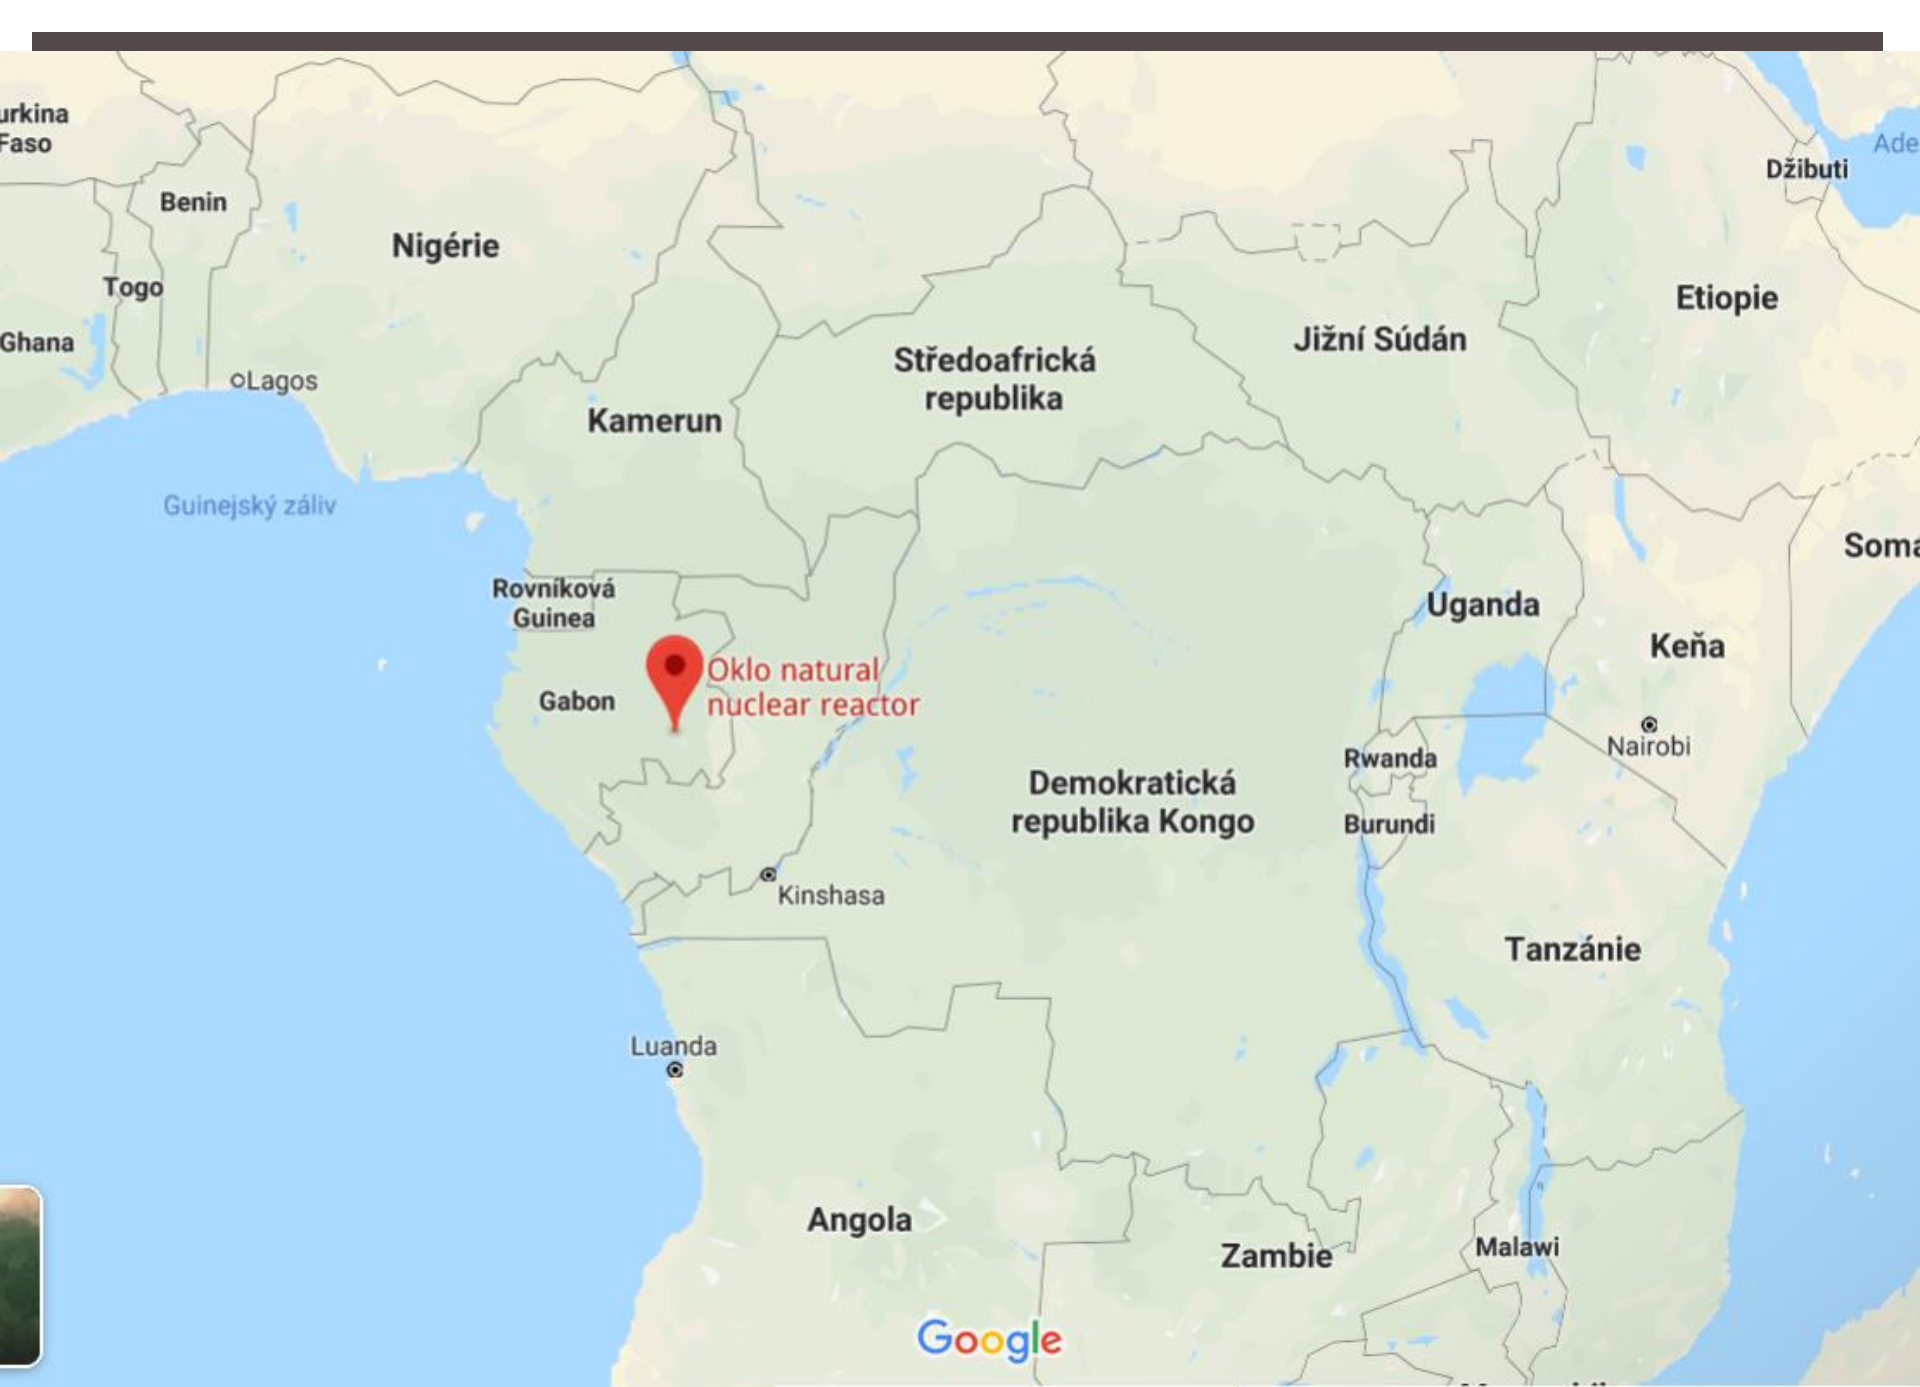 urkina
Faso
Ade
Džibuti
Benin
Nigérie
Togo
Etiopie
Ghana
Jižní Súdán
Středoafrická
republika
Lagos
Kamerun
Guinejský záliv
Soma
Rovníková
Guinea
Uganda
Keňa
Oklo natural
nuclear reactor
Gabon
Nairobi
Rwanda
Demokratická
republika Kongo
Burundi
Kinshasa
Tanzánie
Luanda
Angola
Zambie
Malawi
Google